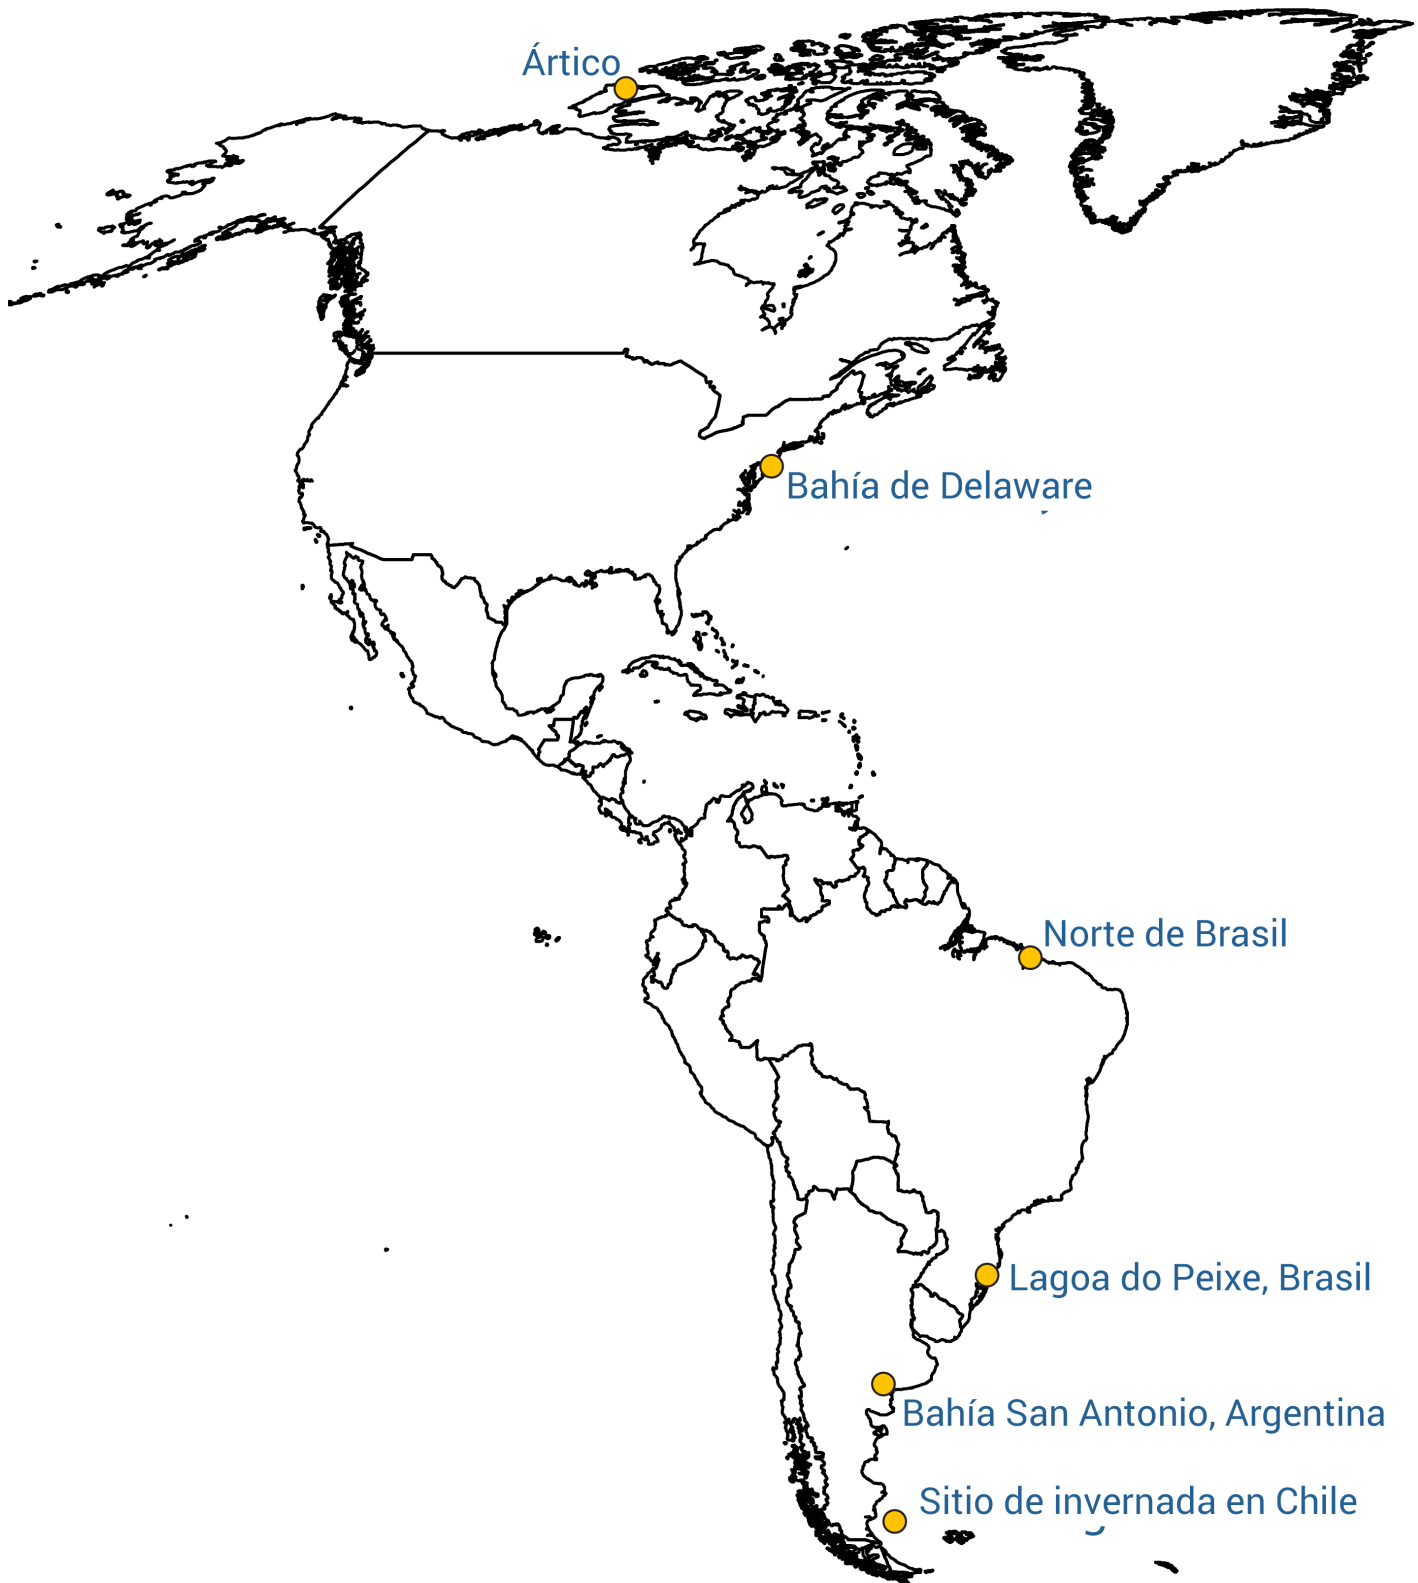 Ártico
Bahía de Delaware
Norte de Brasil
Lagoa do Peixe, Brasil
Bahía San Antonio, Argentina
Sitio de invernada en Chile